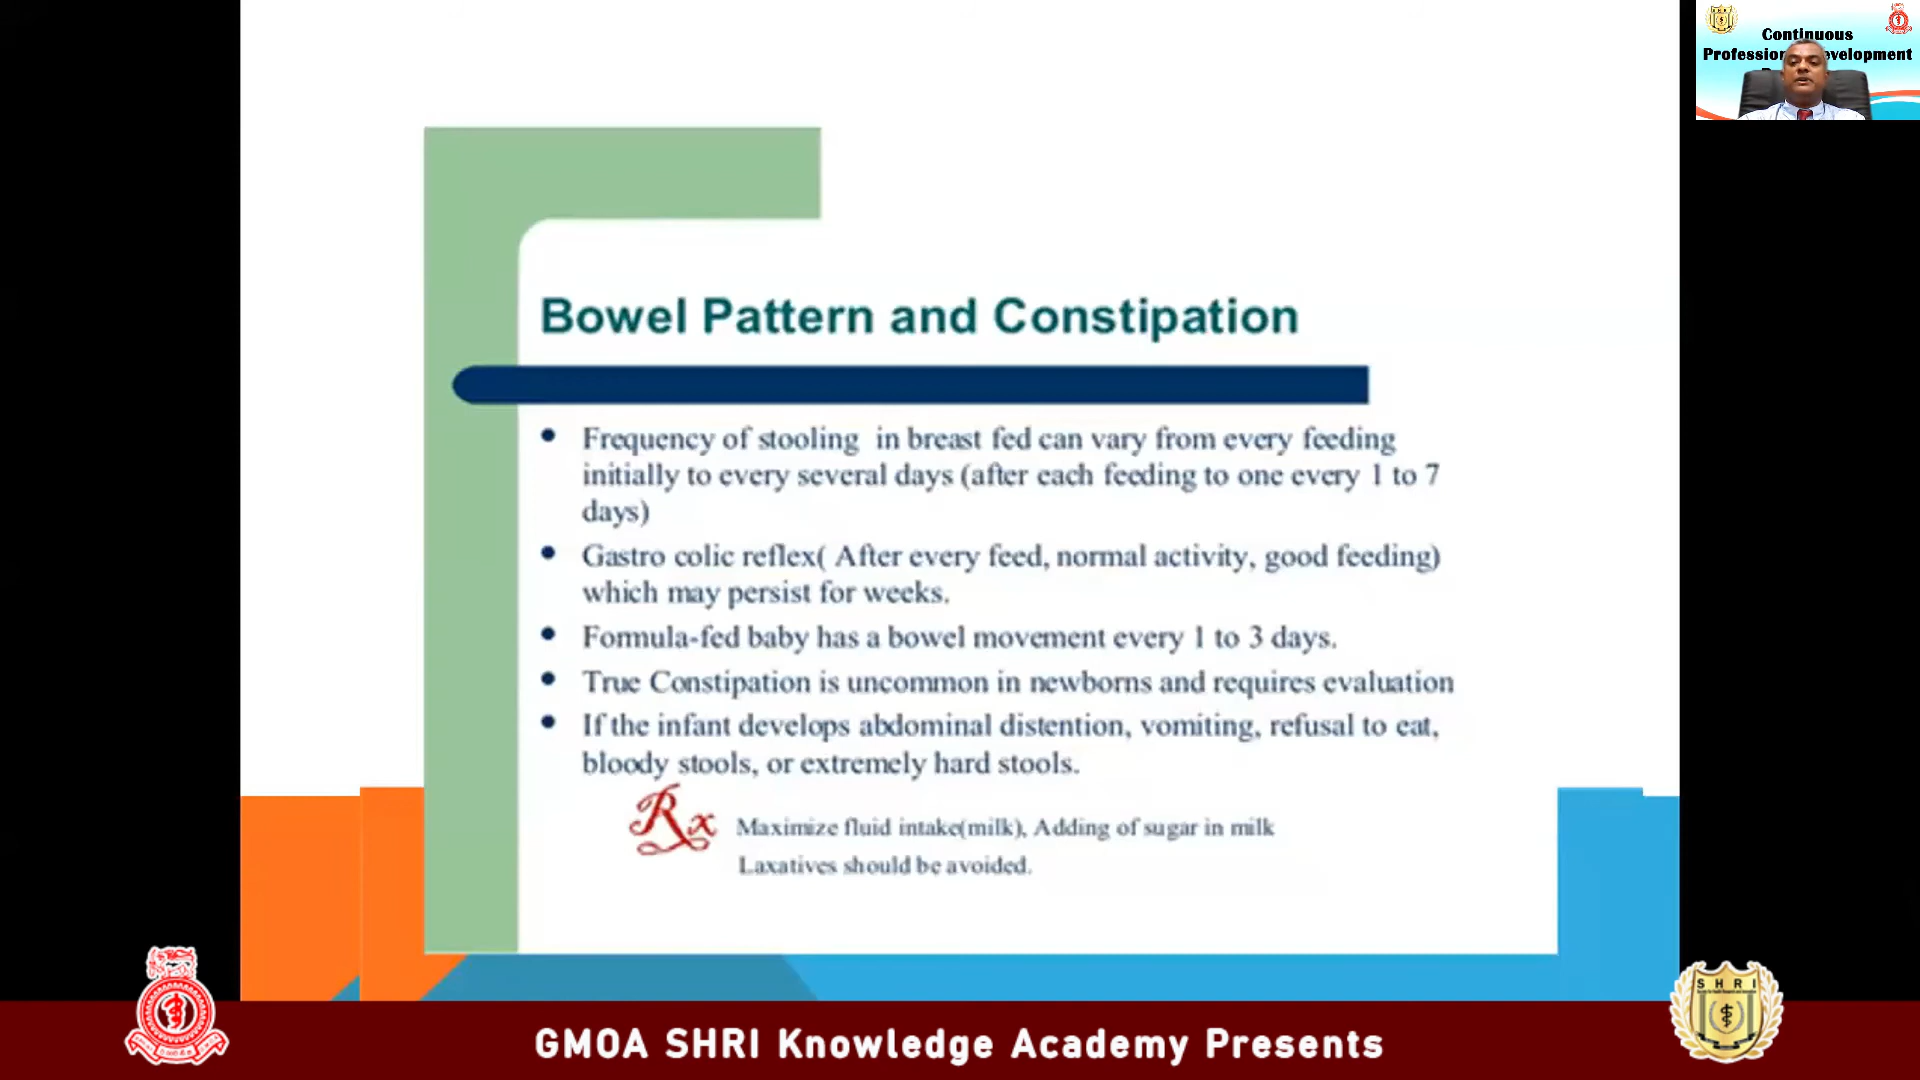 Continuous
Bowel Pattern and Constipation
Frequency of stooling in breast fed can vary from every feeding
initially to every several days (after each feeding to one every 1 to 7
days)
Gastro colic reflex( After every feed, normal activity, good feeding)
which may persist for weeks.
Formula-fed baby has a bowel movement every 1 to 3 days.
True Constipation is uncommon in newborns and requires evaluation
If the infant develops abdominal distention, vomiting, refusal to eat,
bloody stools, or extremely hard stools.
Rx
Maximize fluid intake(milk), Adding of sugar in milk
Laxatives should be avoided.
SHRI
GMOA SHRI Knowledge Academy Presents